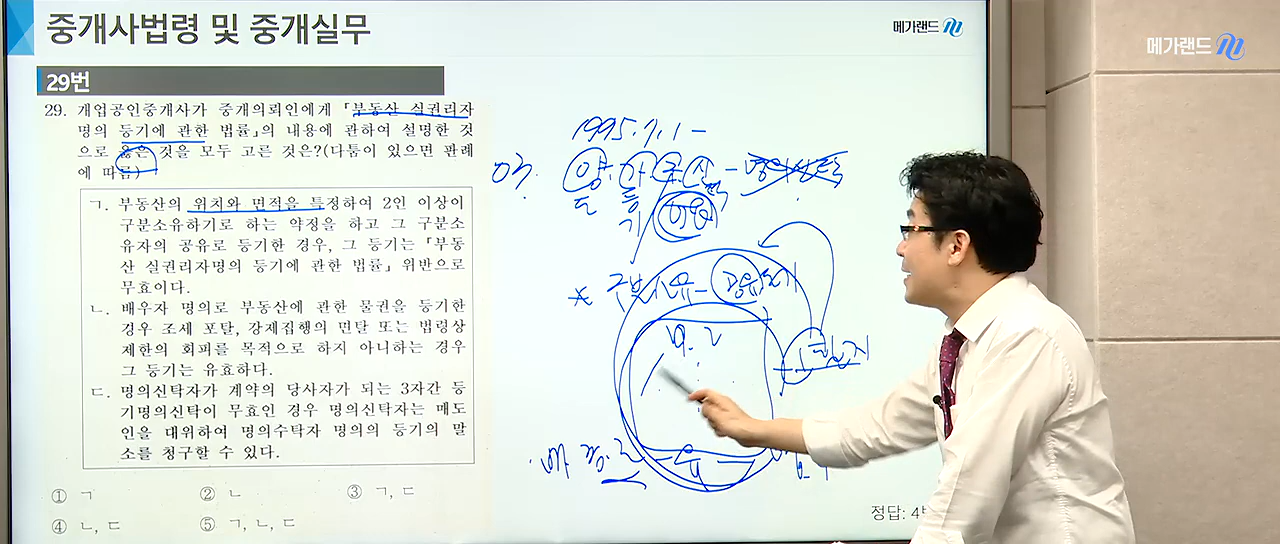 중개사법령 및 중개실무
메가랜드
메가랜드
29번
29. 개업공인중개사가 중개의뢰인에게 「부동산 실권리자
명의 등기에 관한 법률」의 내용에 관하여 설명한 것
으로 옳은 것을 모두 고른 것은?(다툼이 있으면 판례
에 따름)
ㄱ. 부동산의 위치와 면적을 특정하여 2인 이상이
구분소유하기로 하는 약정을 하고 그 구분소
유자의 공유로 등기한 경우, 그 등기는 「부동
산 실권리자명의 등기에 관한 법률」 위반으로
무효이다.
ㄴ. 배우자 명의로 부동산에 관한 물권을 등기한
경우 조세 포탈, 강제집행의 면탈 또는 법령상
제한의 회피를 목적으로 하지 아니하는 경우
그 등기는 유효하다.
ㄷ. 명의신탁자가 계약의 당사자가 되는 3자간 등
기명의신탁이 무효인 경우 명의신탁자는 매도
인을 대위하여 명의수탁자 명의의 등기의 말
소를 청구할 수 있다.
① ㄱ ② ㄴ ③ ㄱ, ㄷ
④ ㄴ, ㄷ ⑤ ㄱ, ㄴ, ㄷ
1995.7.1 -
양 가 구 신
구분소유 - 공유등기
정답: 4